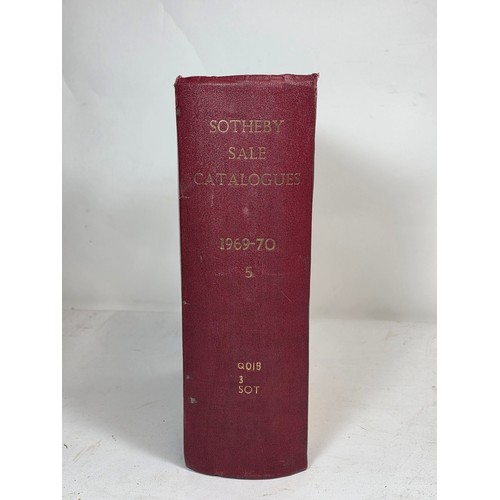 SOTHEBY
SALE
CATALOGUES
1969-70
5
Q019
3
SOT